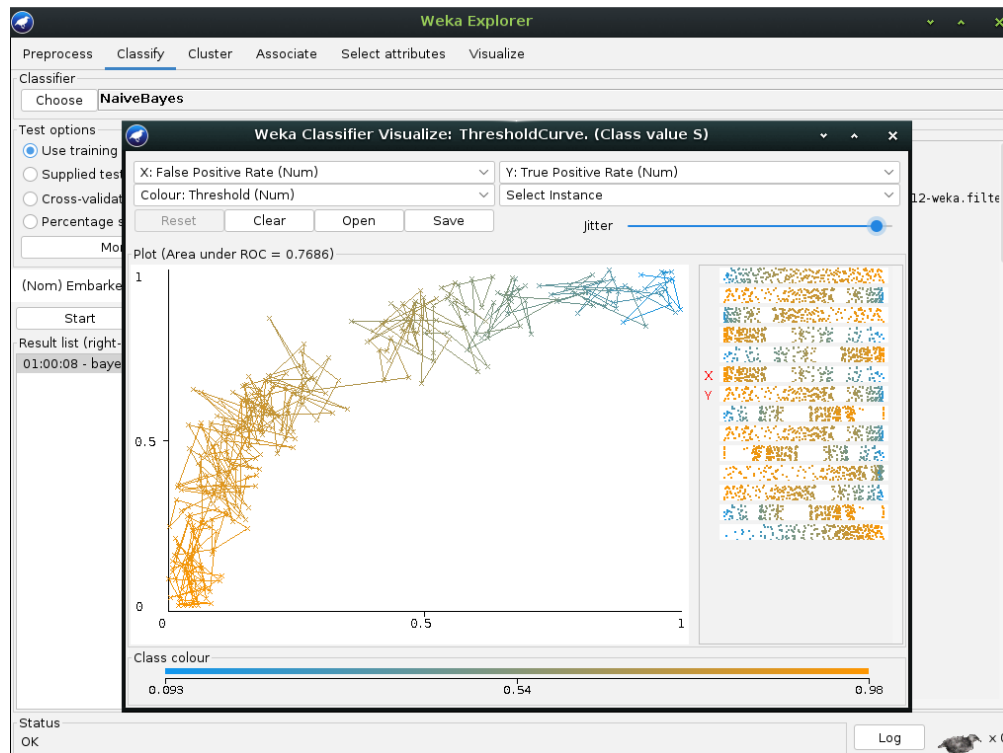 Weka Explorer
Preprocess Classify Cluster Associate Select attributes Visualize
Classifier
Choose NaiveBayes
Test options
Use training
Supplied test
Cross-validat
Percentage s
Mor
(Nom) Embarke
Start
Result list (right-
01:00:08 - baye
12-weka.filte
Weka Classifier Visualize: ThresholdCurve. (Class value S)
X: False Positive Rate (Num) Y: True Positive Rate (Num)
Colour: Threshold (Num) Select Instance
Reset Clear Open Save Jitter
Plot (Area under ROC = 0.7686)
1
0.5
0
0 0.5 1
X
Y
Class colour
0.093 0.54 0.98
Status
OK
Log
x